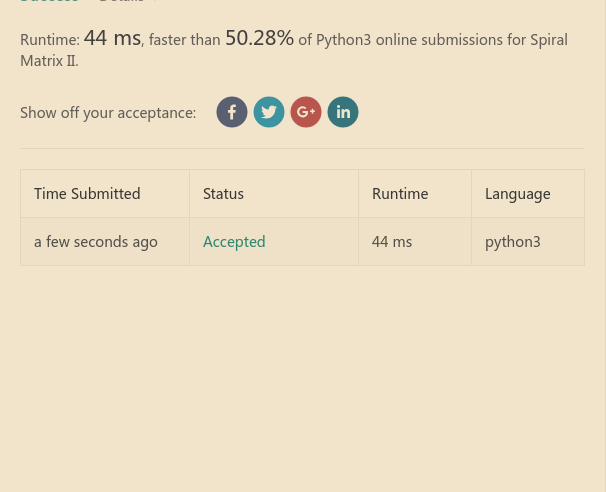 Success Details
Runtime: 44 ms, faster than 50.28% of Python3 online submissions for Spiral
Matrix II.
Show off your acceptance:
Time Submitted Status Runtime Language
a few seconds ago Accepted 44 ms python3